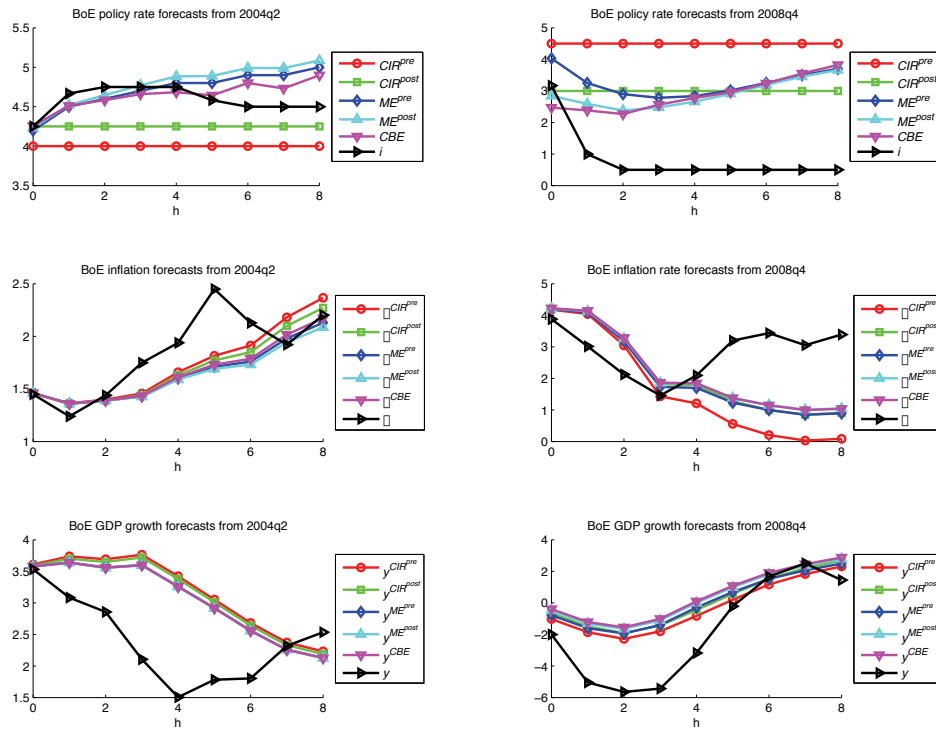 BoE policy rate forecasts from 2004q2
5.5
5
4.5
4
3.5
0 2 4 6 8
h
CIR^pre
CIR^post
ME^pre
ME^post
CBE
i
BoE policy rate forecasts from 2008q4
5
4
3
2
1
0
0 2 4 6 8
h
CIR^pre
CIR^post
ME^pre
ME^post
CBE
i
BoE inflation forecasts from 2004q2
2.5
2
1.5
1
0 2 4 6 8
h
▯^CIR^pre
▯^CIR^post
▯^ME^pre
▯^ME^post
▯^CBE
▯
BoE inflation rate forecasts from 2008q4
5
4
3
2
1
0
0 2 4 6 8
h
▯^CIR^pre
▯^CIR^post
▯^ME^pre
▯^ME^post
▯^CBE
▯
BoE GDP growth forecasts from 2004q2
4
3.5
3
2.5
2
1.5
0 2 4 6 8
h
y^CIR^pre
y^CIR^post
y^ME^pre
y^ME^post
y^CBE
y
BoE GDP growth forecasts from 2008q4
4
2
0
−2
−4
−6
0 2 4 6 8
h
y^CIR^pre
y^CIR^post
y^ME^pre
y^ME^post
y^CBE
y